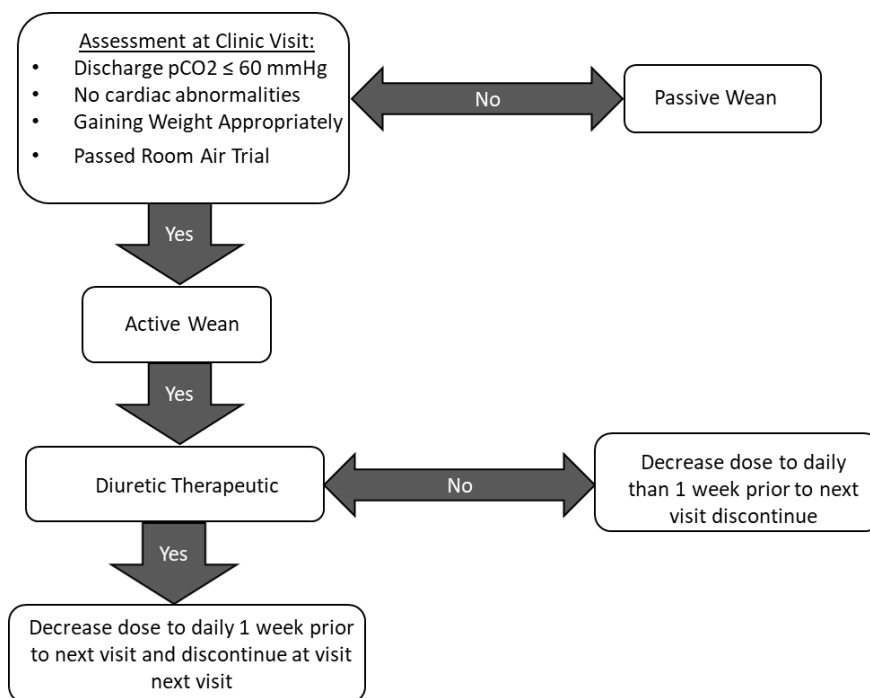 Assessment at Clinic Visit:
• Discharge pCO2 ≤ 60 mmHg
• No cardiac abnormalities
• Gaining Weight Appropriately
• Passed Room Air Trial
No
Passive Wean
Yes
Active Wean
Yes
Diuretic Therapeutic
No
Decrease dose to daily
than 1 week prior to next
visit discontinue
Yes
Decrease dose to daily 1 week prior
to next visit and discontinue at visit
next visit